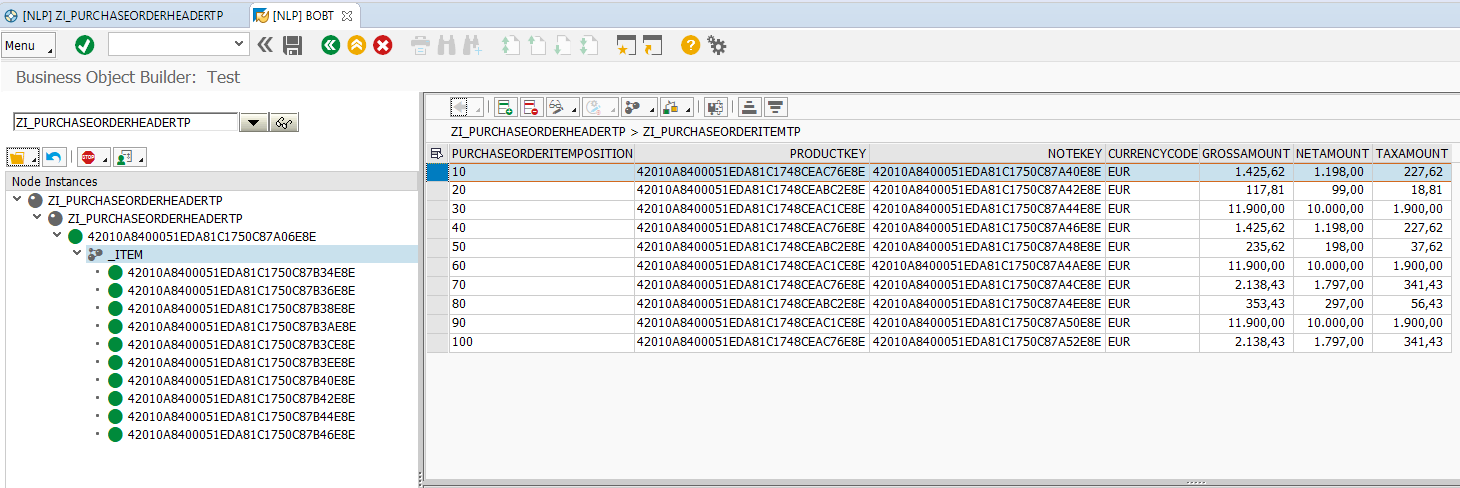 [NLP] ZI_PURCHASEORDERHEADERTP [NLP] BOBT
Menu
Business Object Builder: Test
ZI_PURCHASEORDERHEADERTP
STOP
Node Instances
ZI_PURCHASEORDERHEADERTP
ZI_PURCHASEORDERHEADERTP
42010A8400051EDA81C1750C87A06E8E
_ITEM
42010A8400051EDA81C1750C87B34E8E
42010A8400051EDA81C1750C87B36E8E
42010A8400051EDA81C1750C87B38E8E
42010A8400051EDA81C1750C87B3AE8E
42010A8400051EDA81C1750C87B3CE8E
42010A8400051EDA81C1750C87B3EE8E
42010A8400051EDA81C1750C87B40E8E
42010A8400051EDA81C1750C87B42E8E
42010A8400051EDA81C1750C87B44E8E
42010A8400051EDA81C1750C87B46E8E
ZI_PURCHASEORDERHEADERTP > ZI_PURCHASEORDERITEMTP
PURCHASEORDERITEMPOSITION PRODUCTKEY NOTEKEY CURRENCYCODE GROSSAMOUNT NETAMOUNT TAXAMOUNT
10 42010A8400051EDA81C1748CEAC76E8E 42010A8400051EDA81C1750C87A40E8E EUR 1.425,62 1.198,00 227,62
20 42010A8400051EDA81C1748CEABC2E8E 42010A8400051EDA81C1750C87A42E8E EUR 117,81 99,00 18,81
30 42010A8400051EDA81C1748CEAC1CE8E 42010A8400051EDA81C1750C87A44E8E EUR 11.900,00 10.000,00 1.900,00
40 42010A8400051EDA81C1748CEAC76E8E 42010A8400051EDA81C1750C87A46E8E EUR 1.425,62 1.198,00 227,62
50 42010A8400051EDA81C1748CEABC2E8E 42010A8400051EDA81C1750C87A48E8E EUR 235,62 198,00 37,62
60 42010A8400051EDA81C1748CEAC1CE8E 42010A8400051EDA81C1750C87A4AE8E EUR 11.900,00 10.000,00 1.900,00
70 42010A8400051EDA81C1748CEAC76E8E 42010A8400051EDA81C1750C87A4CE8E EUR 2.138,43 1.797,00 341,43
80 42010A8400051EDA81C1748CEABC2E8E 42010A8400051EDA81C1750C87A4EE8E EUR 353,43 297,00 56,43
90 42010A8400051EDA81C1748CEAC1CE8E 42010A8400051EDA81C1750C87A50E8E EUR 11.900,00 10.000,00 1.900,00
100 42010A8400051EDA81C1748CEAC76E8E 42010A8400051EDA81C1750C87A52E8E EUR 2.138,43 1.797,00 341,43